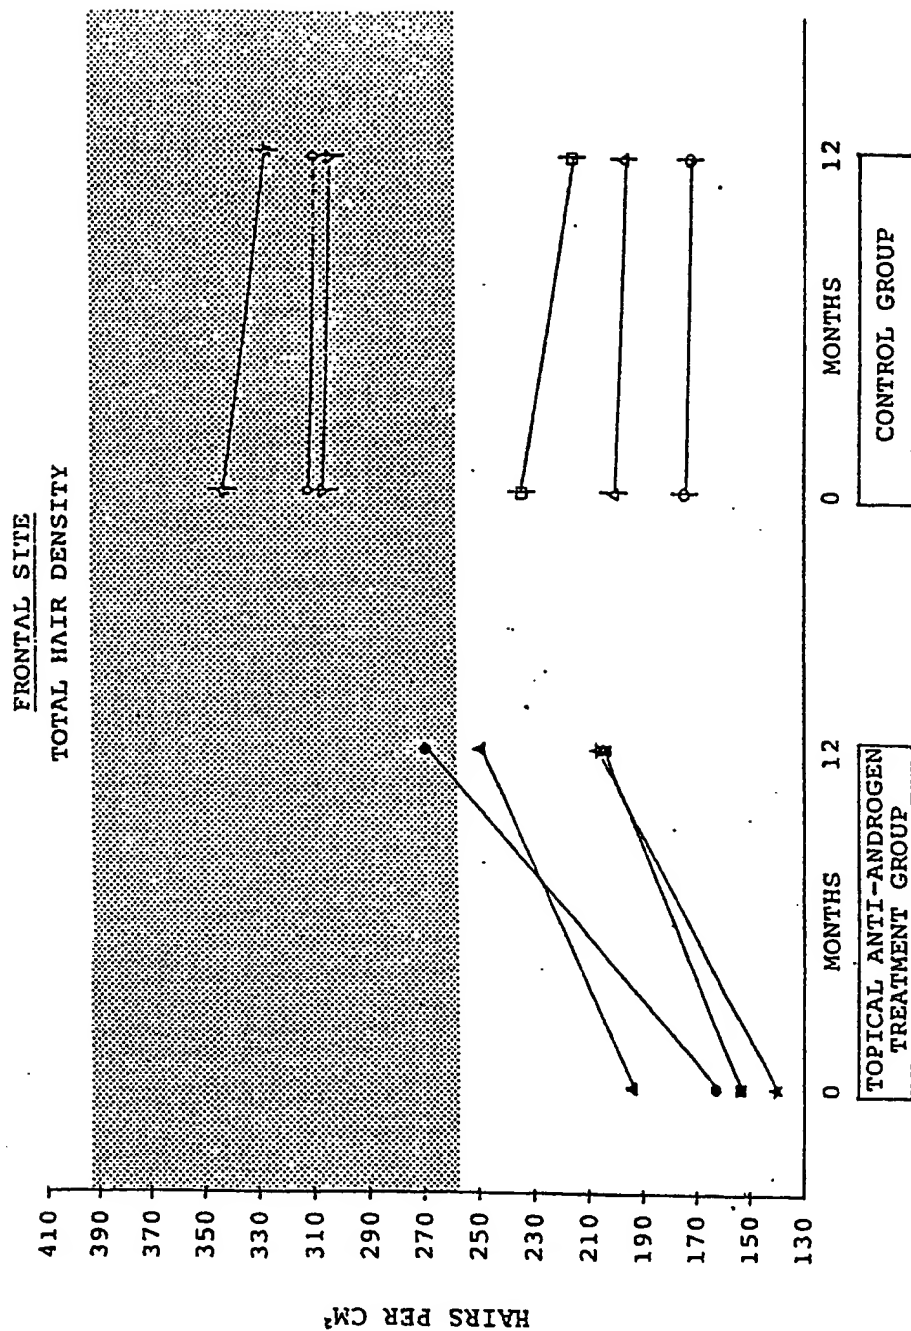 FRONTAL SITE
TOTAL HAIR DENSITY
HAIRS PER CM²
410
390
370
350
330
310
290
270
250
230
210
190
170
150
130
0 MONTHS 12
0 MONTHS 12
TOPICAL ANTI-ANDROGEN
TREATMENT GROUP
CONTROL GROUP